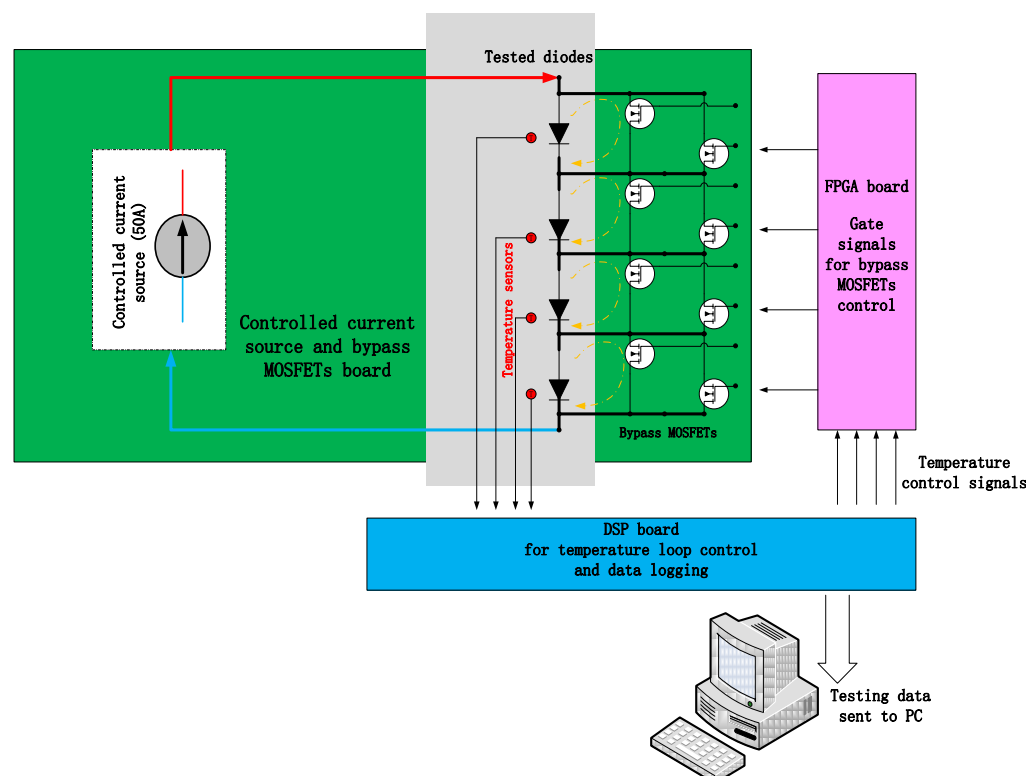 Tested diodes
Controlled current
source (50A)
Controlled current
source and bypass
MOSFETs board
Temperature sensors
Bypass MOSFETs
FPGA board
Gate
signals
for bypass
MOSFETs
control
Temperature
control signals
DSP board
for temperature loop control
and data logging
Testing data
sent to PC